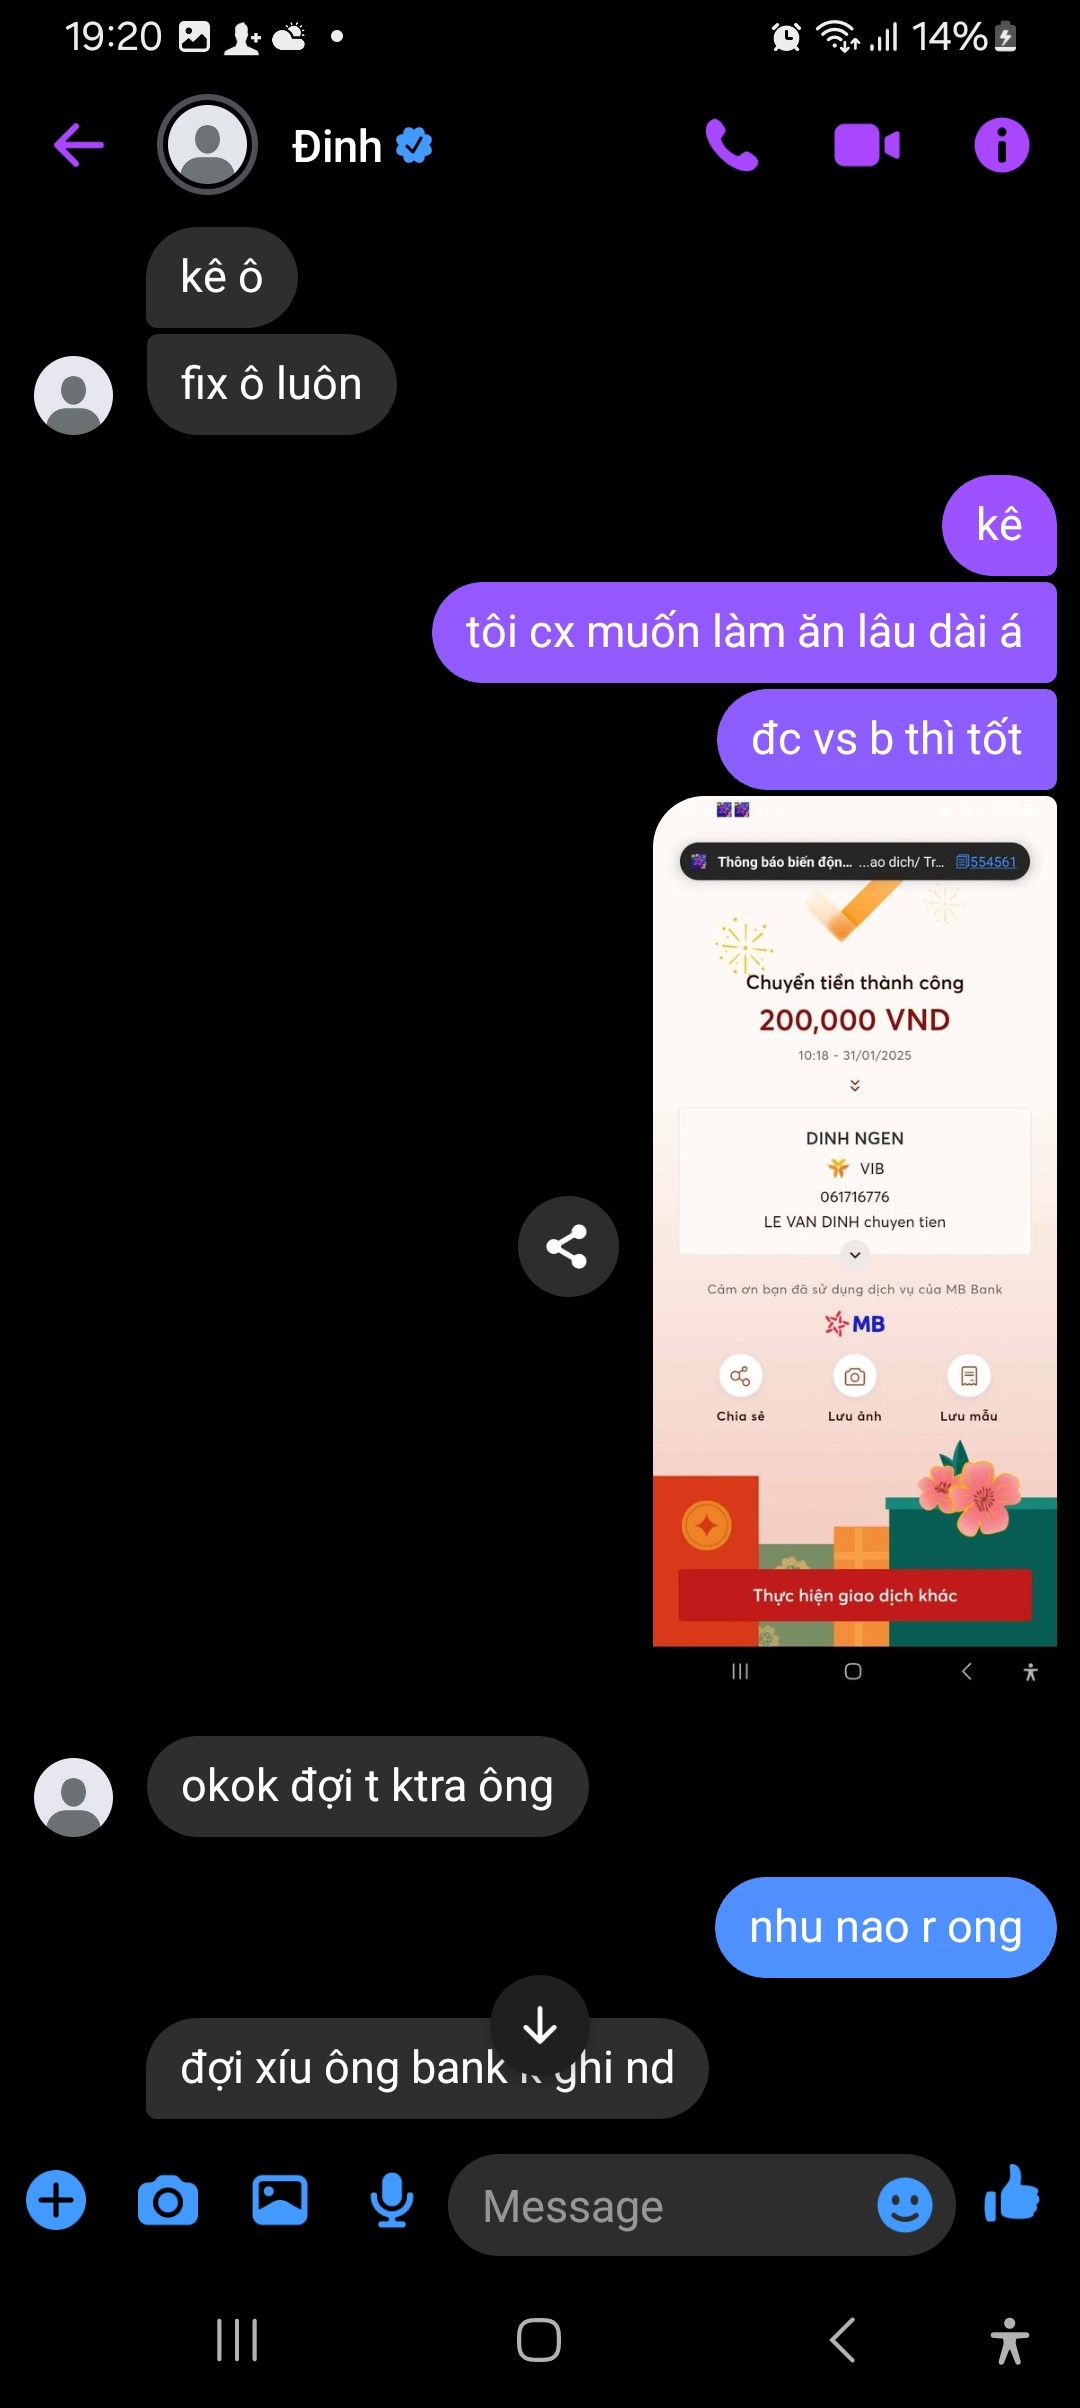 19:20
14%
Đinh
kê ô
fix ô luôn
kê
tôi cx muốn làm ăn lâu dài á
đc vs b thì tốt
Thông báo biến độn... ...ao dich/ Tr... 554561
Chuyển tiền thành công
200,000 VND
10:18 - 31/01/2025
DINH NGEN
VIB
061716776
LE VAN DINH chuyen tien
Cảm ơn bạn đã sử dụng dịch vụ của MB Bank
MB
Chia sẻ
Lưu ảnh
Lưu mẫu
Thực hiện giao dịch khác
okok đợi t ktra ông
nhu nao r ong
đợi xíu ông bank ghi nd
Message